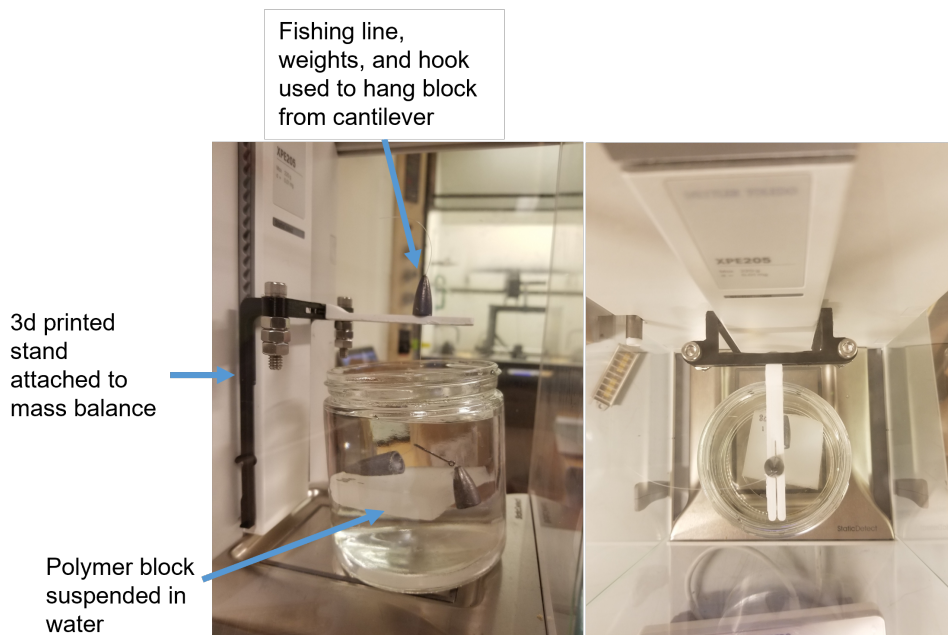 Fishing line,
weights, and hook
used to hang block
from cantilever
XPE205
XPE205
3d printed
stand
attached to
mass balance
StaticDetect
Polymer block
suspended in
water